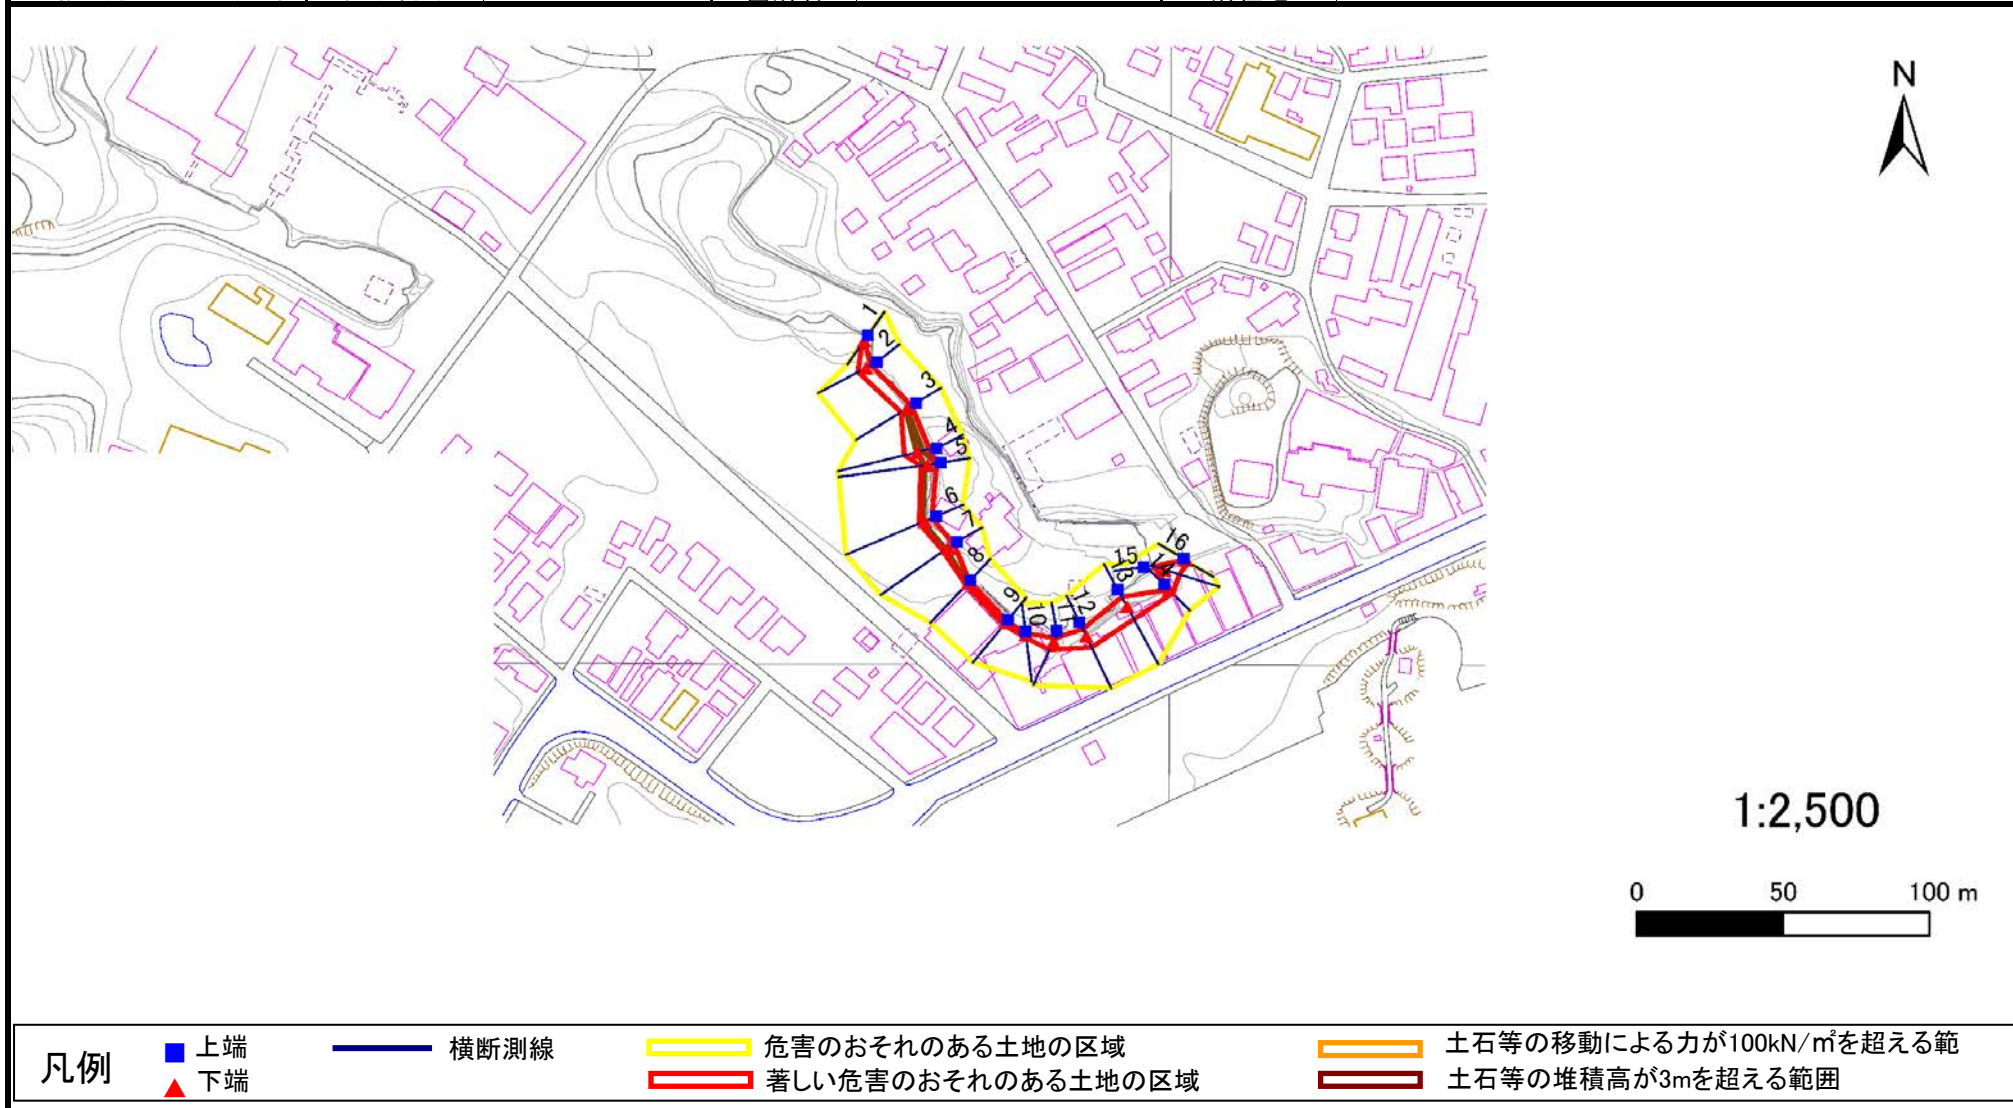 N
1
2
3
4
5
6
7
8
9
10
11
12
13
14
15
16
1:2,500
0 50 100 m
凡例
上端
下端
横断測線
危害のおそれのある土地の区域
著しい危害のおそれのある土地の区域
土石等の移動による力が100kN/㎡を超える範
土石等の堆積高が3mを超える範囲